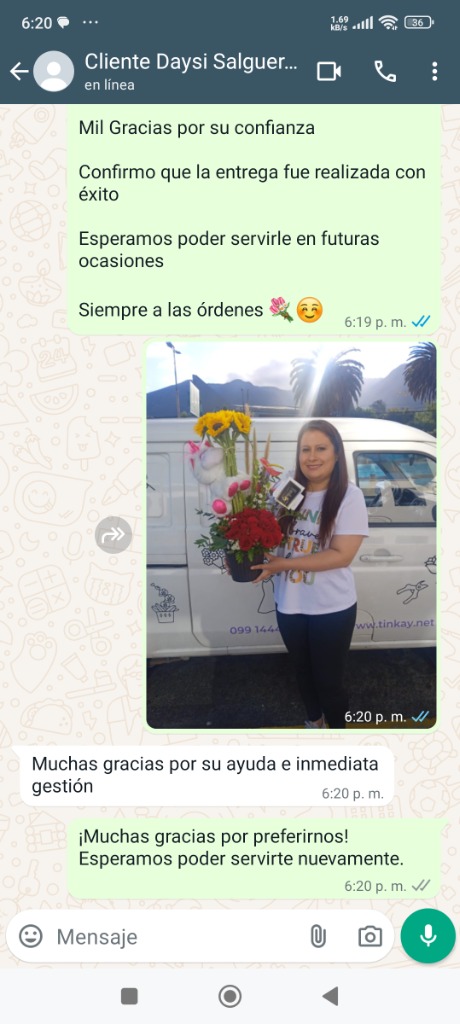 6:20
1.69
kB/s
36
Cliente Daysi Salguer...
en línea
Mil Gracias por su confianza
Confirmo que la entrega fue realizada con
éxito
Esperamos poder servirle en futuras
ocasiones
Siempre a las órdenes 💐☺️
6:19 p. m.
099 144
www.tinkay.net
6:20 p. m.
Muchas gracias por su ayuda e inmediata
gestión
6:20 p. m.
¡Muchas gracias por preferirnos!
Esperamos poder servirte nuevamente.
6:20 p. m.
Mensaje